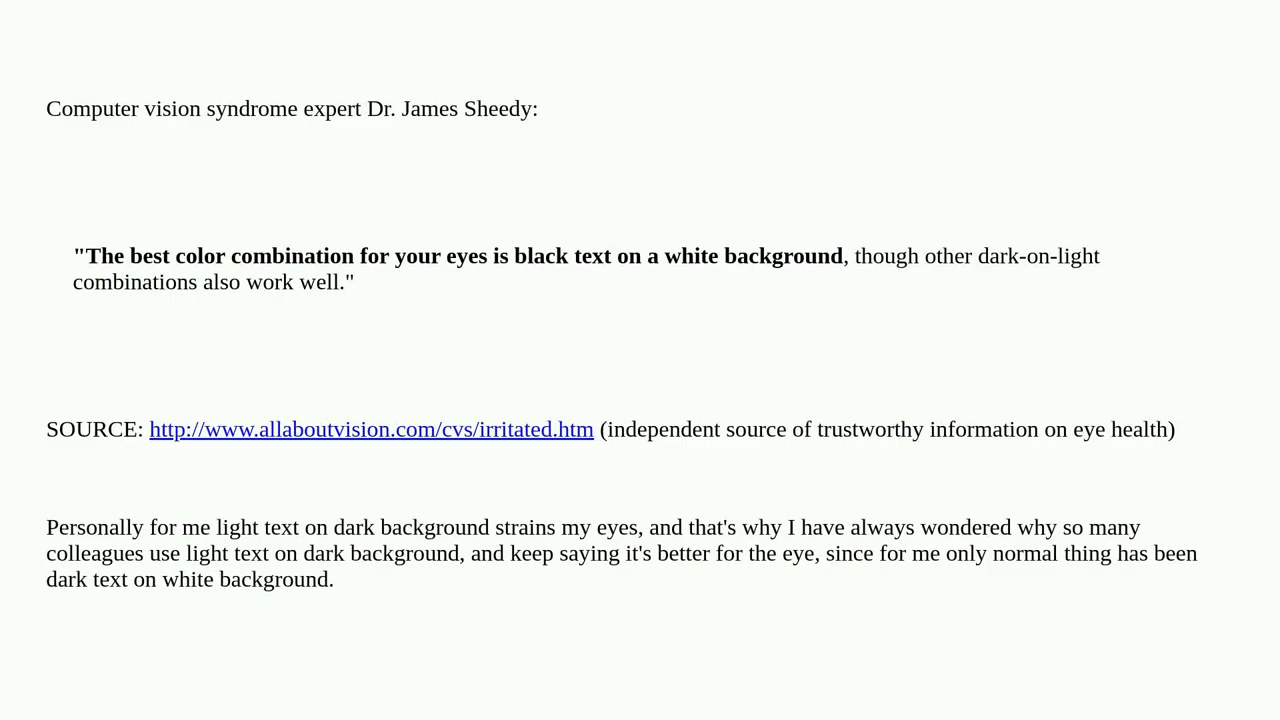 Computer vision syndrome expert Dr. James Sheedy:
"The best color combination for your eyes is black text on a white background, though other dark-on-light
combinations also work well."
SOURCE: http://www.allaboutvision.com/cvs/irritated.htm (independent source of trustworthy information on eye health)
Personally for me light text on dark background strains my eyes, and that's why I have always wondered why so many
colleagues use light text on dark background, and keep saying it's better for the eye, since for me only normal thing has been
dark text on white background.